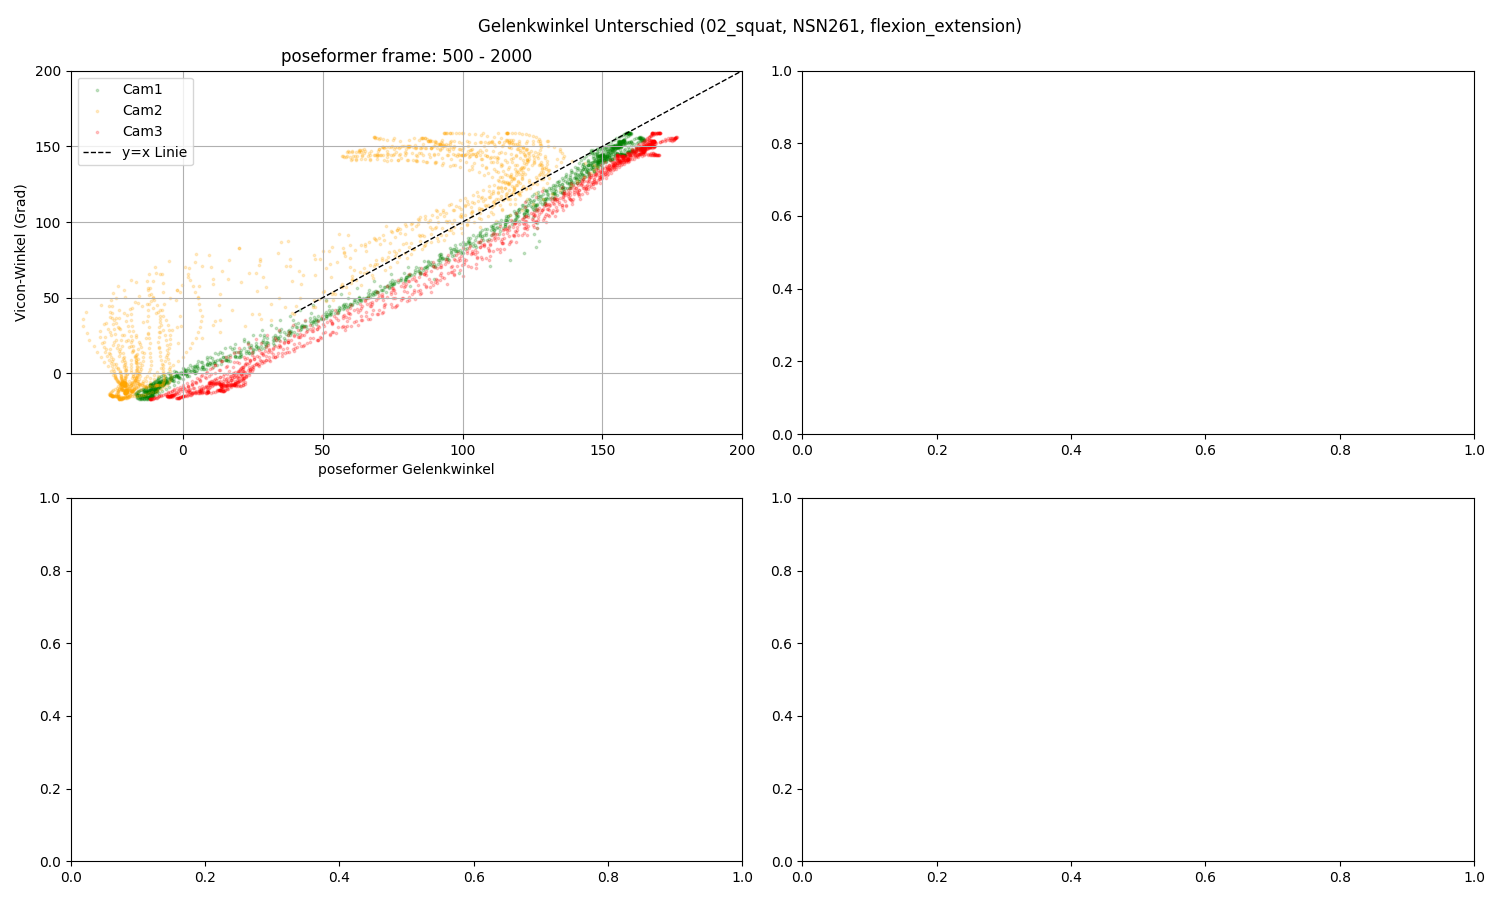 Gelenkwinkel Unterschied (02_squat, NSN261, flexion_extension)
poseformer frame: 500 - 2000
200
150
100
50
0
Vicon-Winkel (Grad)
Cam1
Cam2
Cam3
y=x Linie
0 50 100 150 200
poseformer Gelenkwinkel
1.0
0.8
0.6
0.4
0.2
0.0
0.0 0.2 0.4 0.6 0.8 1.0
1.0
0.8
0.6
0.4
0.2
0.0
0.0 0.2 0.4 0.6 0.8 1.0
1.0
0.8
0.6
0.4
0.2
0.0
0.0 0.2 0.4 0.6 0.8 1.0